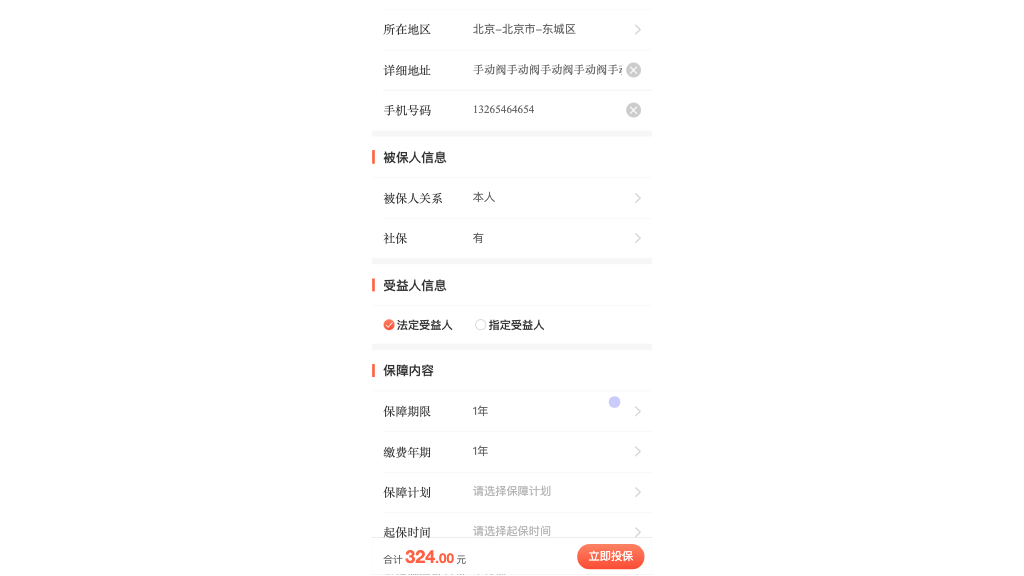 所在地区 北京-北京市-东城区
详细地址 手动阀手动阀手动阀手动阀手
手机号码 13265464654
被保人信息
被保人关系 本人
社保 有
受益人信息
法定受益人 指定受益人
保障内容
保障期限 1年
缴费年期 1年
保障计划 请选择保障计划
起保时间 请选择起保时间
合计 324.00 元 立即投保